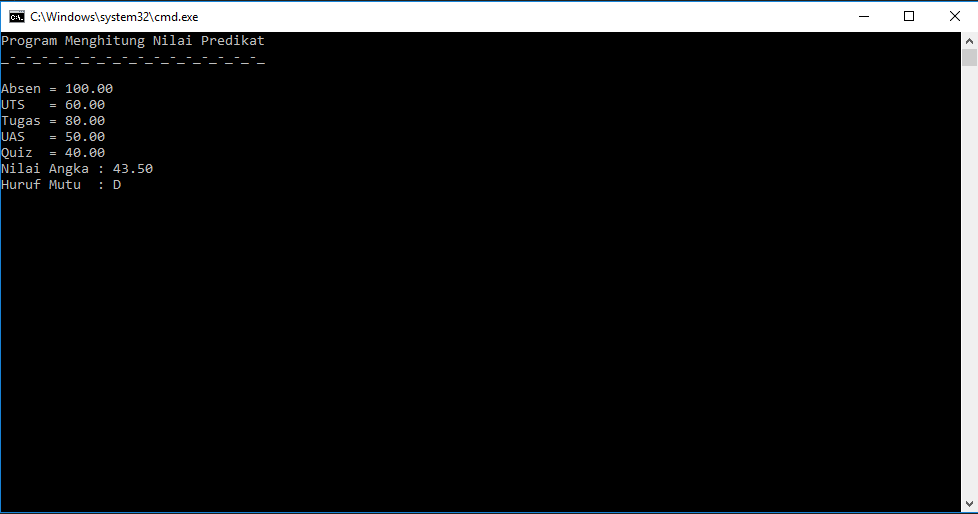 C:\Windows\system32\cmd.exe
Program Menghitung Nilai Predikat
_-_-_-_-_-_-_-_-_-_-_-_-_-_-_-_-_
Absen = 100.00
UTS   = 60.00
Tugas = 80.00
UAS   = 50.00
Quiz  = 40.00
Nilai Angka : 43.50
Huruf Mutu  : D